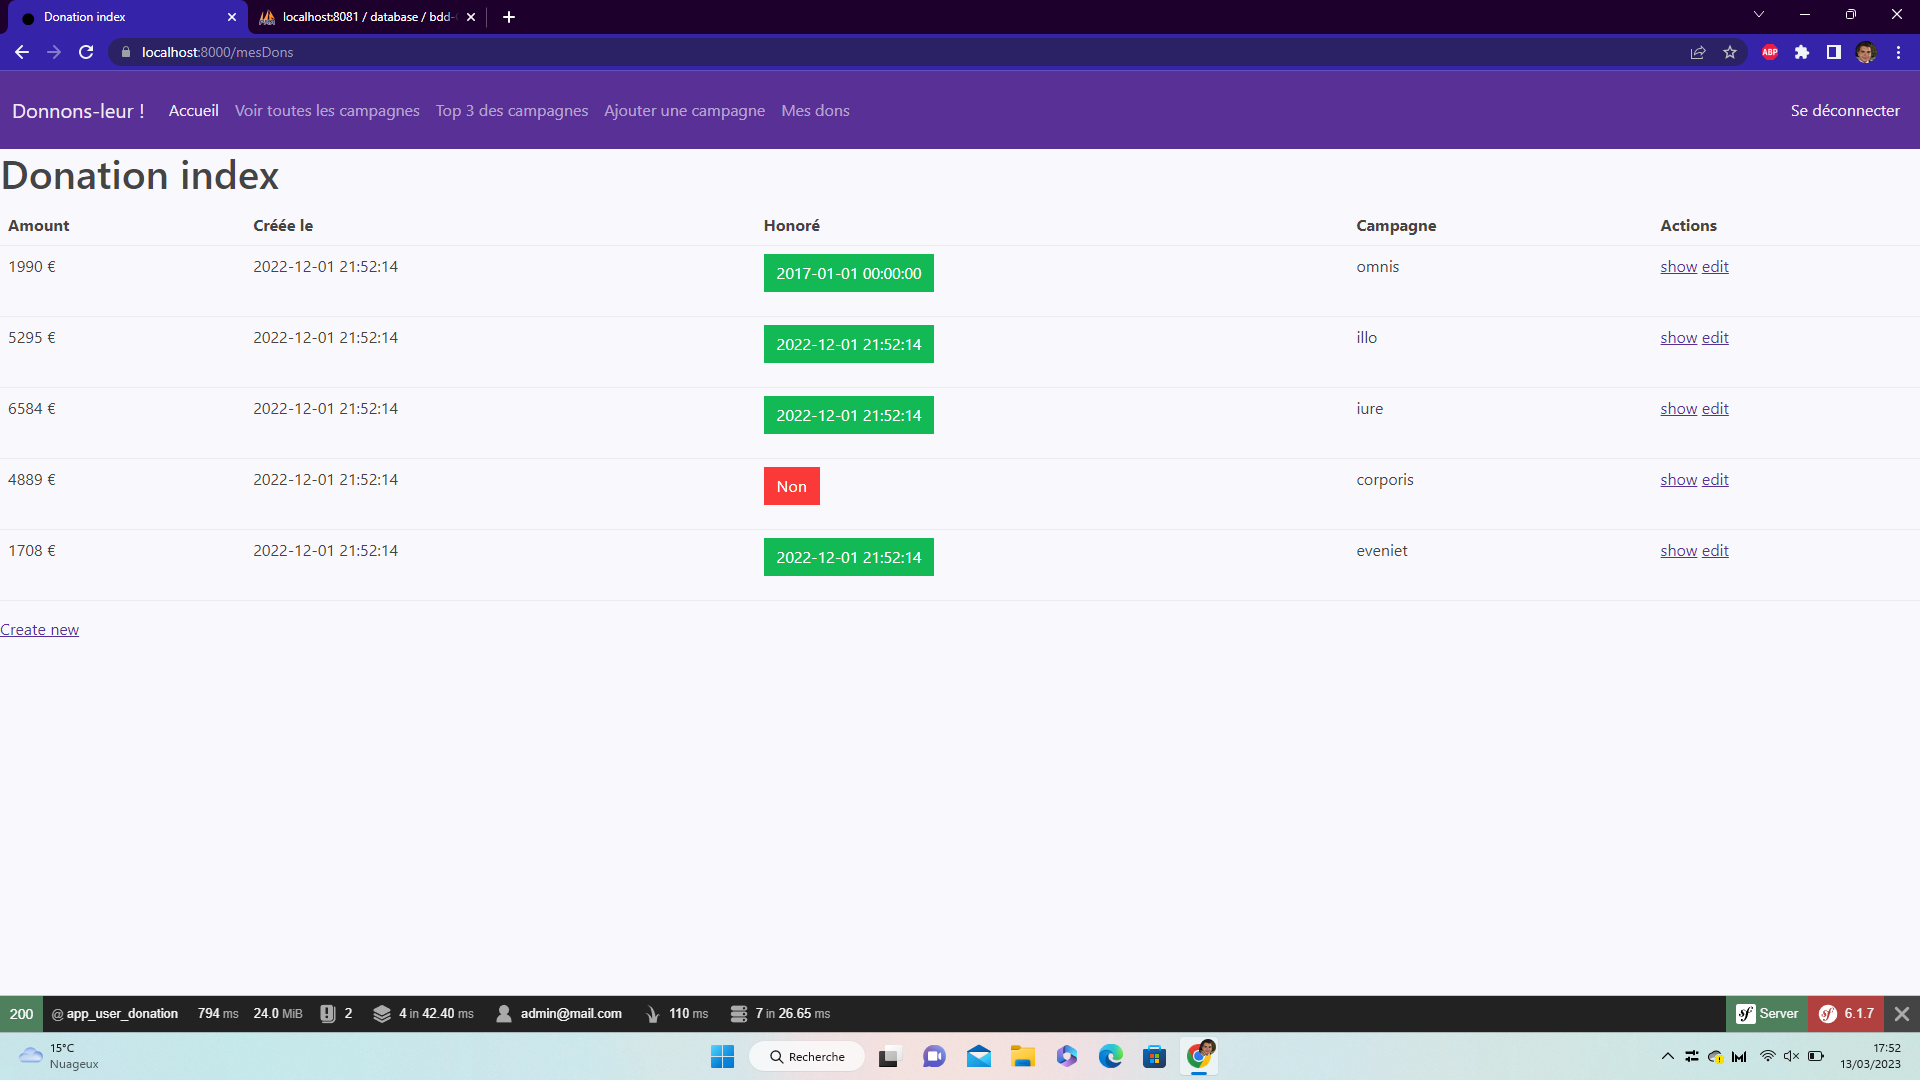 Donation index
localhost:8081 / database / bdd-
localhost:8000/mesDons
ABP
Donnons-leur ! Accueil Voir toutes les campagnes Top 3 des campagnes Ajouter une campagne Mes dons Se déconnecter
Donation index
Amount Créée le Honoré Campagne Actions
1990 € 2022-12-01 21:52:14 2017-01-01 00:00:00 omnis show edit
5295 € 2022-12-01 21:52:14 2022-12-01 21:52:14 illo show edit
6584 € 2022-12-01 21:52:14 2022-12-01 21:52:14 iure show edit
4889 € 2022-12-01 21:52:14 Non corporis show edit
1708 € 2022-12-01 21:52:14 2022-12-01 21:52:14 eveniet show edit
Create new
200 @ app_user_donation 794 ms 24.0 MiB 2 4 in 42.40 ms admin@mail.com 110 ms 7 in 26.65 ms Server 6.1.7
15°C
Nuageux
Recherche
17:52
13/03/2023